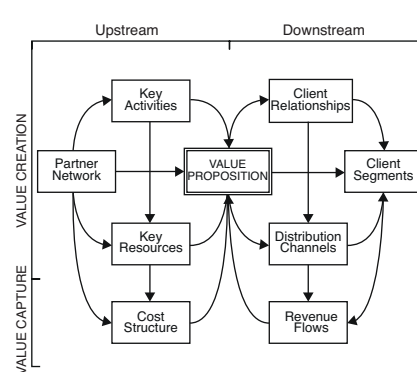 Upstream
Downstream
VALUE CREATION
VALUE CAPTURE
Key
Activities
Client
Relationships
Partner
Network
VALUE
PROPOSITION
Client
Segments
Key
Resources
Distribution
Channels
Cost
Structure
Revenue
Flows